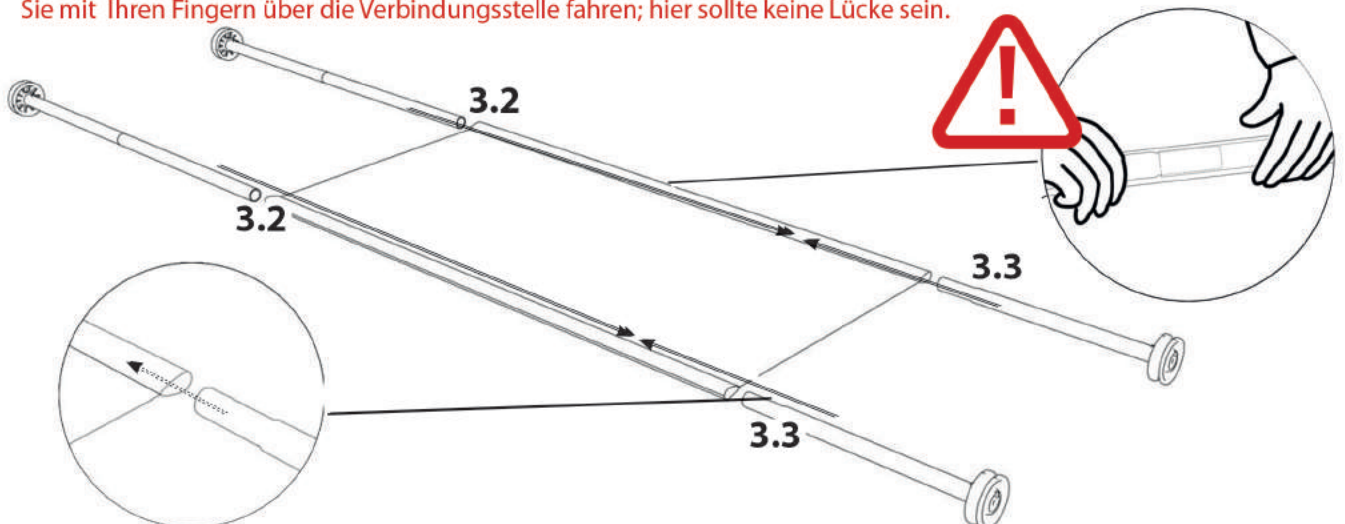 Sie mit Ihren Fingern über die Verbindungsstelle fahren; hier sollte keine Lücke sein.
3.2
3.2
3.3
3.3